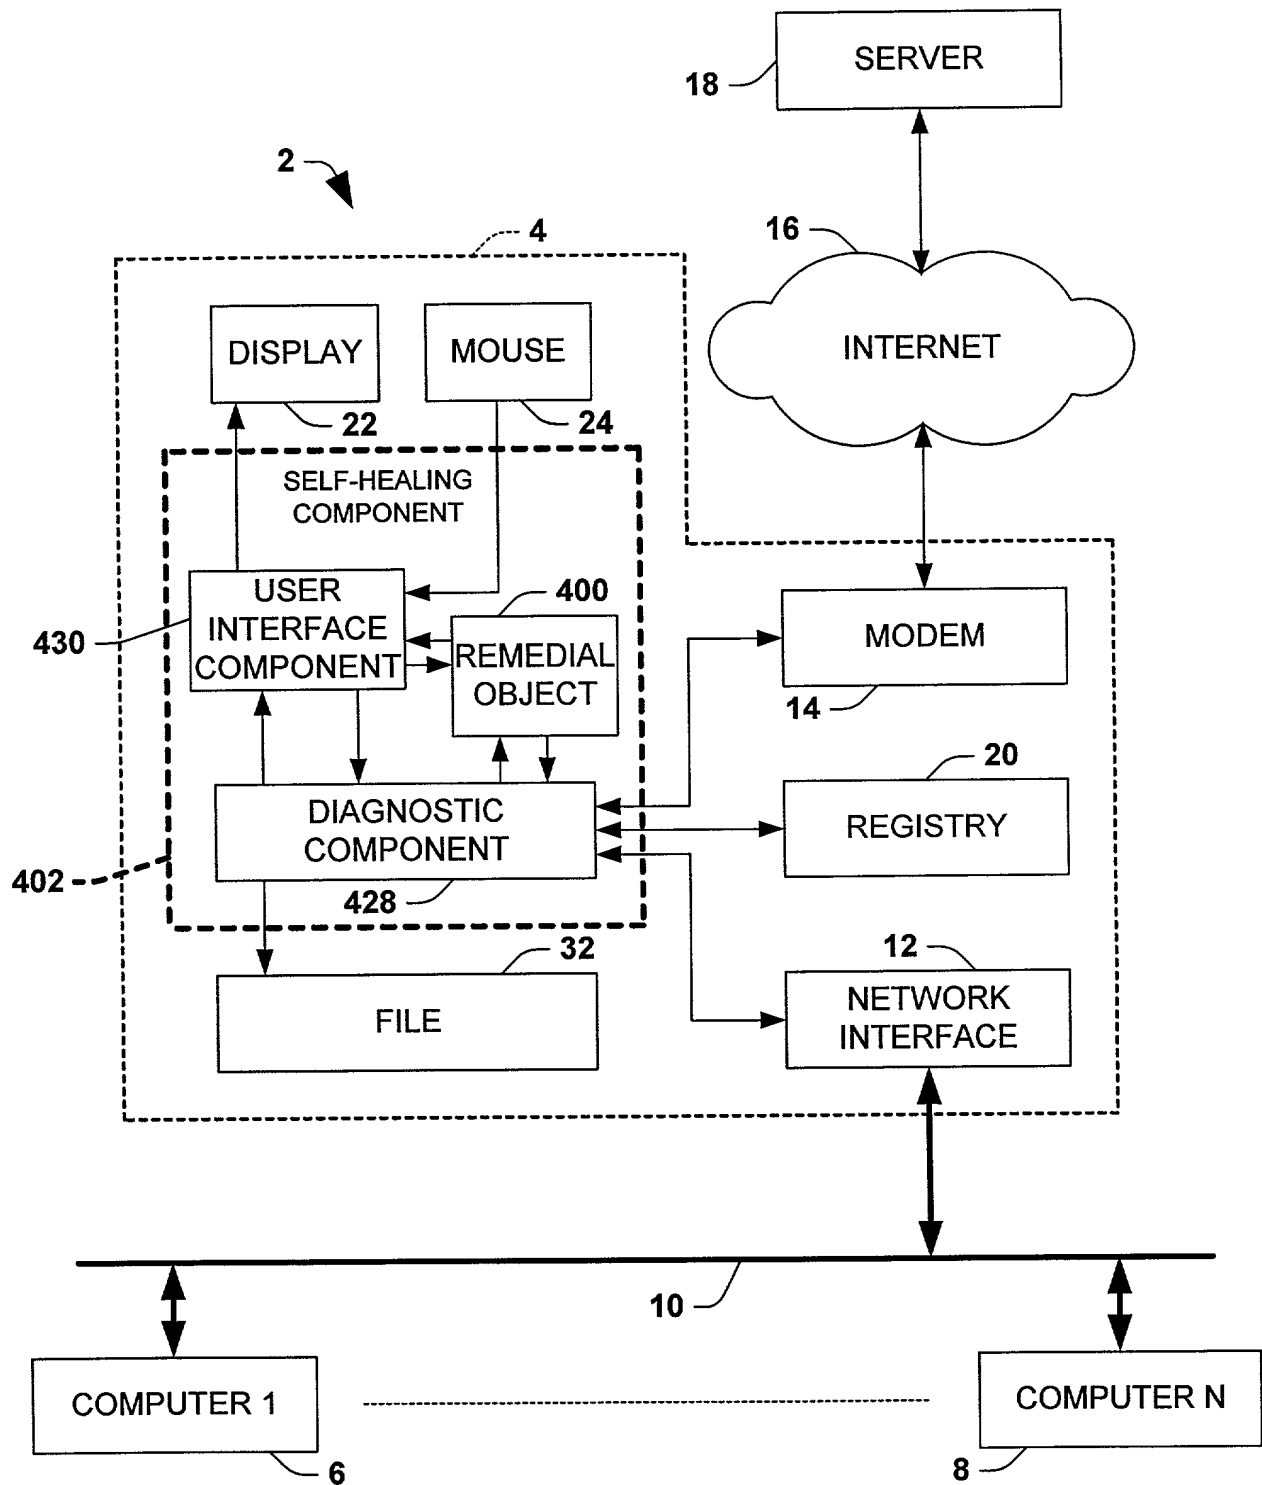 SERVER
18
2
16
4
INTERNET
DISPLAY
MOUSE
22
24
SELF-HEALING
COMPONENT
USER
INTERFACE
COMPONENT
430
400
REMEDIAL
OBJECT
MODEM
14
20
REGISTRY
DIAGNOSTIC
COMPONENT
402
428
32
FILE
12
NETWORK
INTERFACE
10
COMPUTER 1
6
COMPUTER N
8